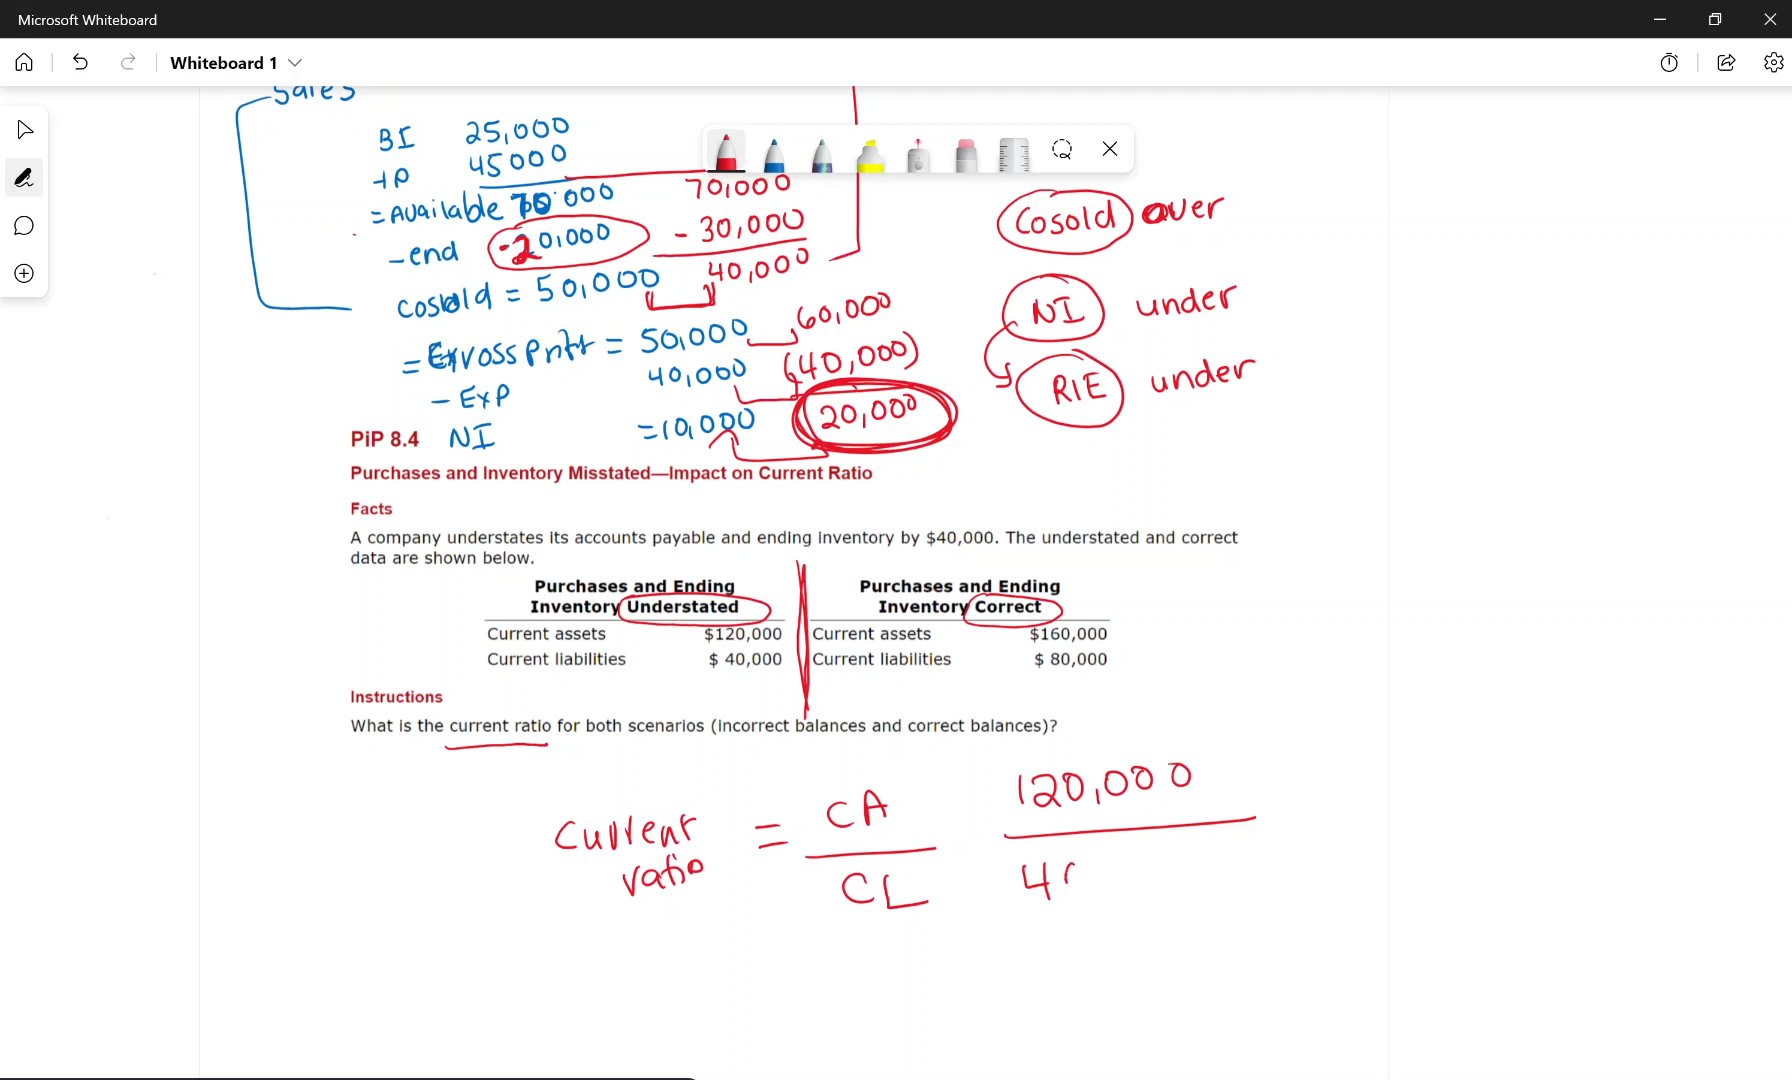 Microsoft Whiteboard
Whiteboard 1
Sales
BI 25,000
+P 45000
=Available 70 000 70,000
-end -20,000 - 30,000
cosold = 50,000 40,000
= Gross Profit = 50,000 60,000
- Exp 40,000 (40,000)
NI =10,000 20,000
Cosold over
NI under
RIE under
PiP 8.4
Purchases and Inventory Misstated—Impact on Current Ratio
Facts
A company understates its accounts payable and ending inventory by $40,000. The understated and correct
data are shown below.
Purchases and Ending Purchases and Ending
Inventory Understated Inventory Correct
Current assets $120,000 Current assets $160,000
Current liabilities $ 40,000 Current liabilities $ 80,000
Instructions
What is the current ratio for both scenarios (incorrect balances and correct balances)?
Current ratio = CA 120,000
CL 40